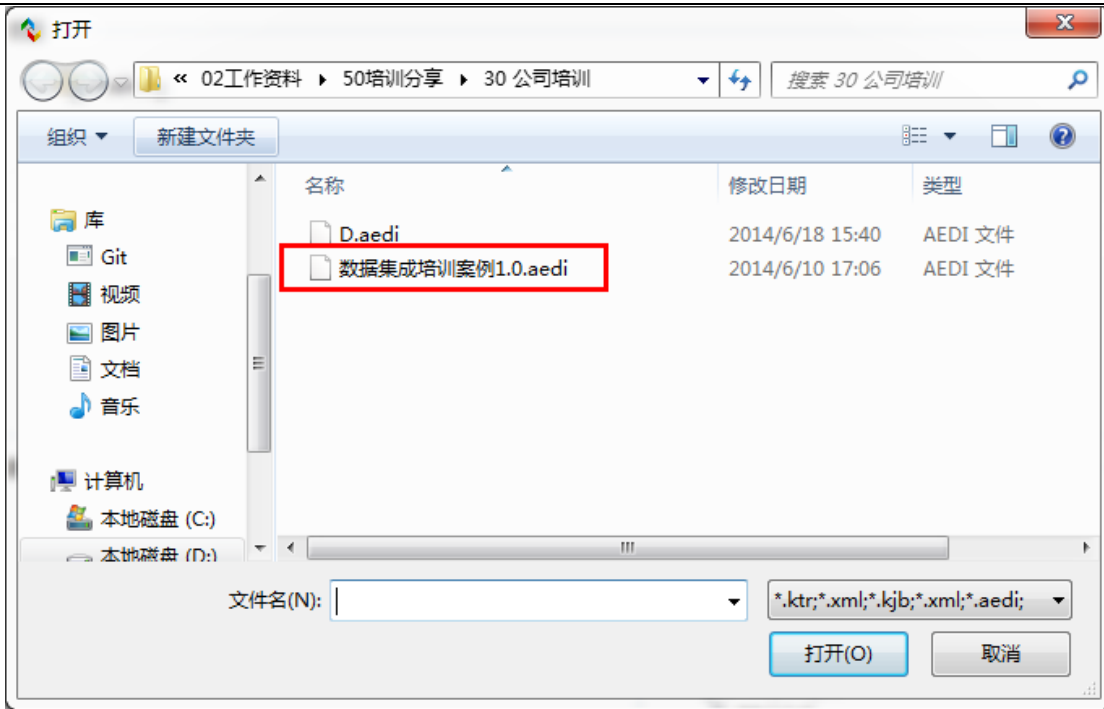 打开
« 02工作资料 ▸ 50培训分享 ▸ 30 公司培训
搜索 30 公司培训
组织 新建文件夹
名称 修改日期 类型
D.aedi 2014/6/18 15:40 AEDI 文件
数据集成培训案例1.0.aedi 2014/6/10 17:06 AEDI 文件
库
Git
视频
图片
文档
音乐
计算机
本地磁盘 (C:)
本地磁盘 (D:)
文件名(N):
*.ktr;*.xml;*.kjb;*.xml;*.aedi;
打开(O) 取消